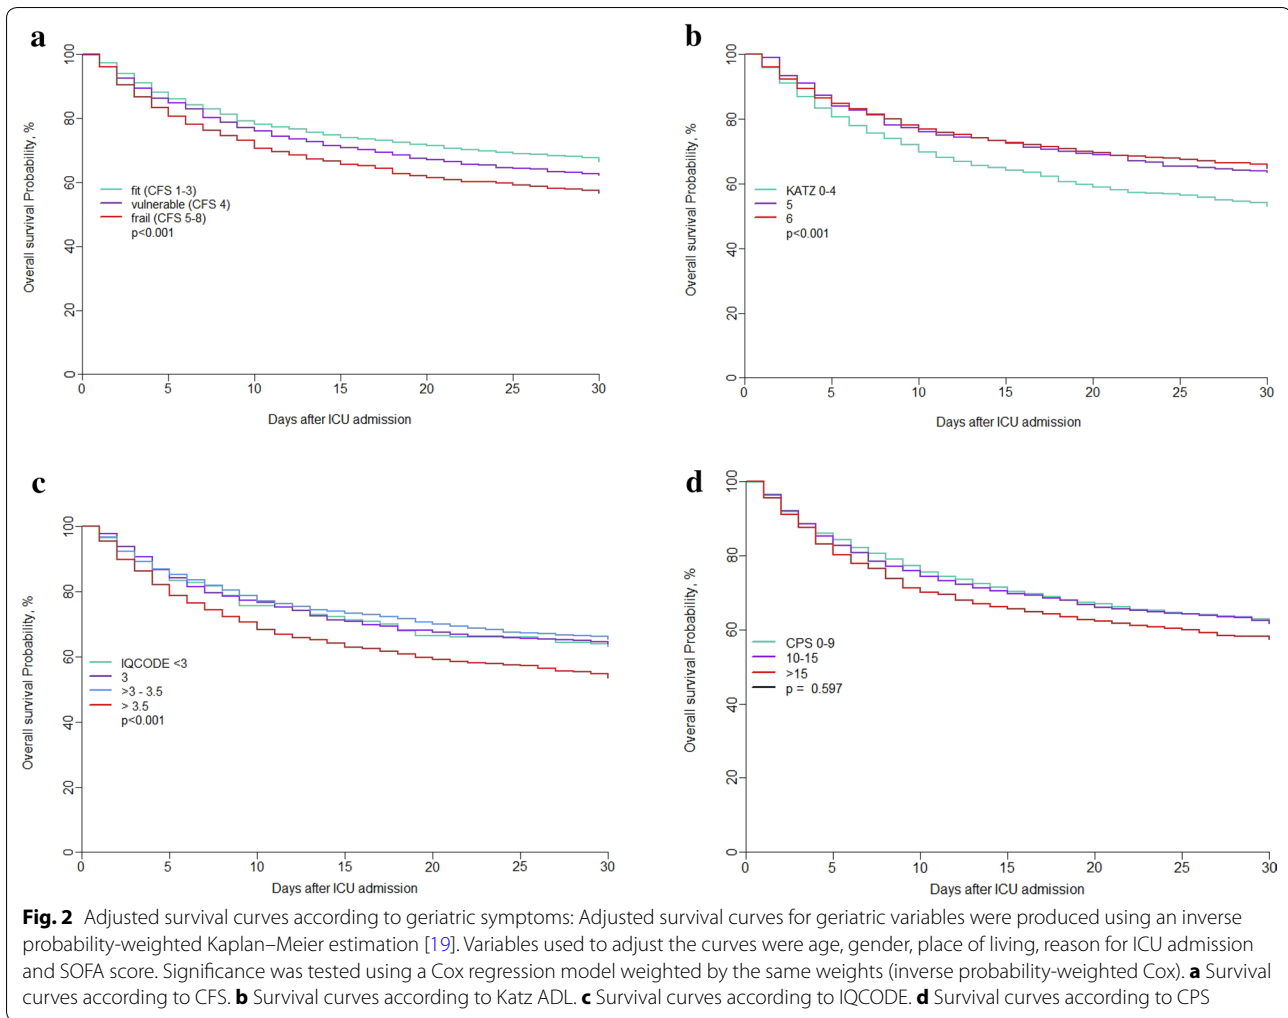 a
Overall survival Probability, %
100
80
60
40
20
0
fit (CFS 1-3)
vulnerable (CFS 4)
frail (CFS 5-8)
p<0.001
0 5 10 15 20 25 30
Days after ICU admission
b
Overall survival Probability, %
100
80
60
40
20
0
KATZ 0-4
5
6
p<0.001
0 5 10 15 20 25 30
Days after ICU admission
c
Overall survival Probability, %
100
80
60
40
20
0
IQCODE <3
3
>3 - 3.5
> 3.5
p<0.001
0 5 10 15 20 25 30
Days after ICU admission
d
Overall survival Probability, %
100
80
60
40
20
0
CPS 0-9
10-15
>15
p = 0.597
0 5 10 15 20 25 30
Days after ICU admission
Fig. 2 Adjusted survival curves according to geriatric symptoms: Adjusted survival curves for geriatric variables were produced using an inverse
probability-weighted Kaplan–Meier estimation [19]. Variables used to adjust the curves were age, gender, place of living, reason for ICU admission
and SOFA score. Significance was tested using a Cox regression model weighted by the same weights (inverse probability-weighted Cox). a Survival
curves according to CFS. b Survival curves according to Katz ADL. c Survival curves according to IQCODE. d Survival curves according to CPS